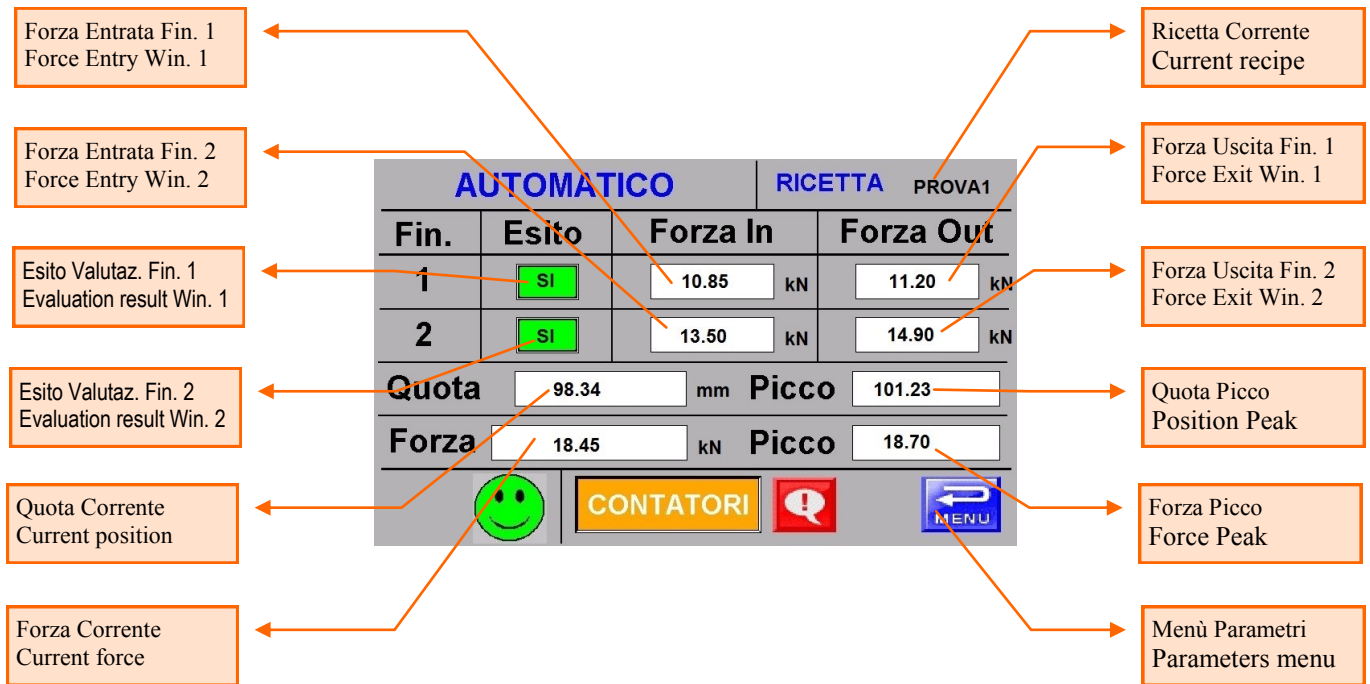 Forza Entrata Fin. 1
Force Entry Win. 1
Forza Entrata Fin. 2
Force Entry Win. 2
Esito Valutaz. Fin. 1
Evaluation result Win. 1
Esito Valutaz. Fin. 2
Evaluation result Win. 2
Quota Corrente
Current position
Forza Corrente
Current force
AUTOMATICO RICETTA PROVA1
Fin. Esito Forza In Forza Out
1 SI 10.85 kN 11.20 kN
2 SI 13.50 kN 14.90 kN
Quota 98.34 mm Picco 101.23
Forza 18.45 kN Picco 18.70
CONTATORI ! MENU
Ricetta Corrente
Current recipe
Forza Uscita Fin. 1
Force Exit Win. 1
Forza Uscita Fin. 2
Force Exit Win. 2
Quota Picco
Position Peak
Forza Picco
Force Peak
Menù Parametri
Parameters menu